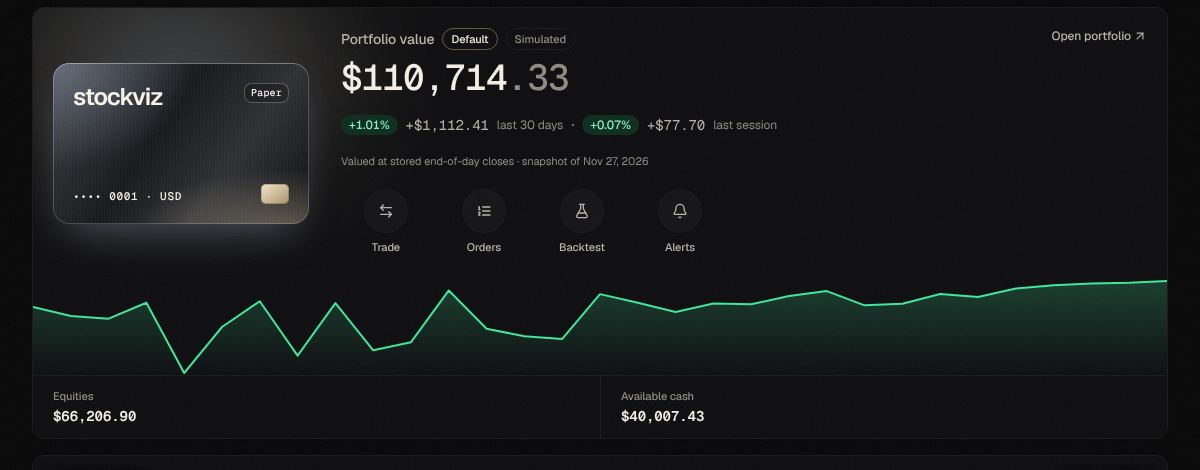 Portfolio value Default Simulated Open portfolio
$110,714.33
stockviz Paper
+1.01% +$1,112.41 last 30 days · +0.07% +$77.70 last session
Valued at stored end-of-day closes · snapshot of Nov 27, 2026
•••• 0001 · USD
Trade Orders Backtest Alerts
Equities
$66,206.90
Available cash
$40,007.43